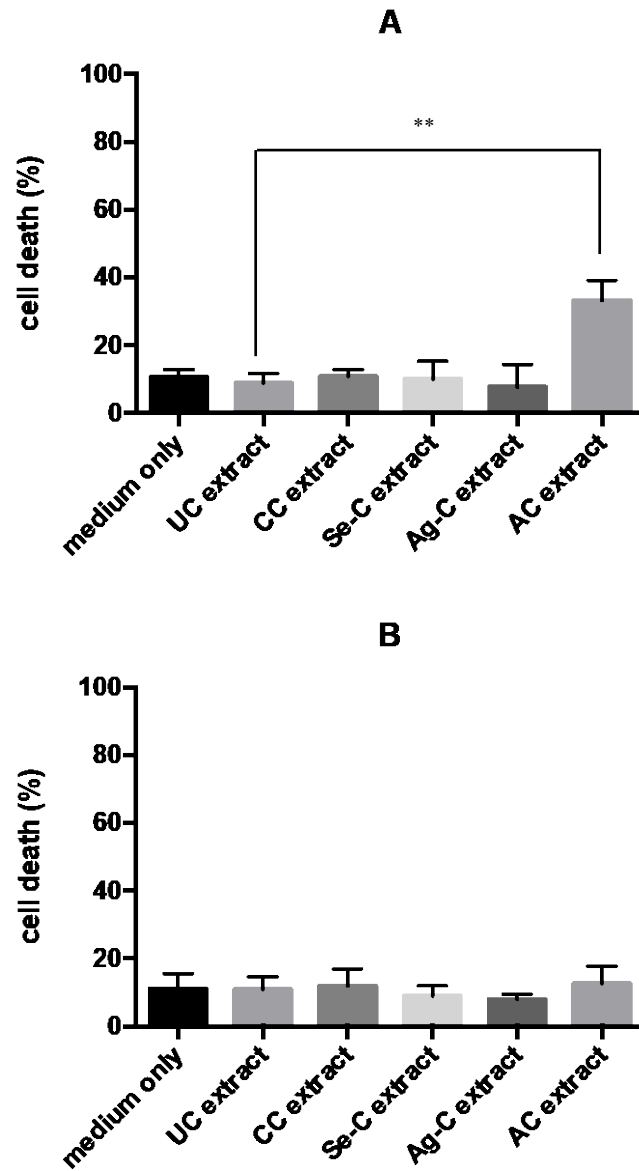 A
100
80
60
40
20
0
cell death (%)
**
medium only
UC extract
CC extract
Se-C extract
Ag-C extract
AC extract
B
100
80
60
40
20
0
cell death (%)
medium only
UC extract
CC extract
Se-C extract
Ag-C extract
AC extract